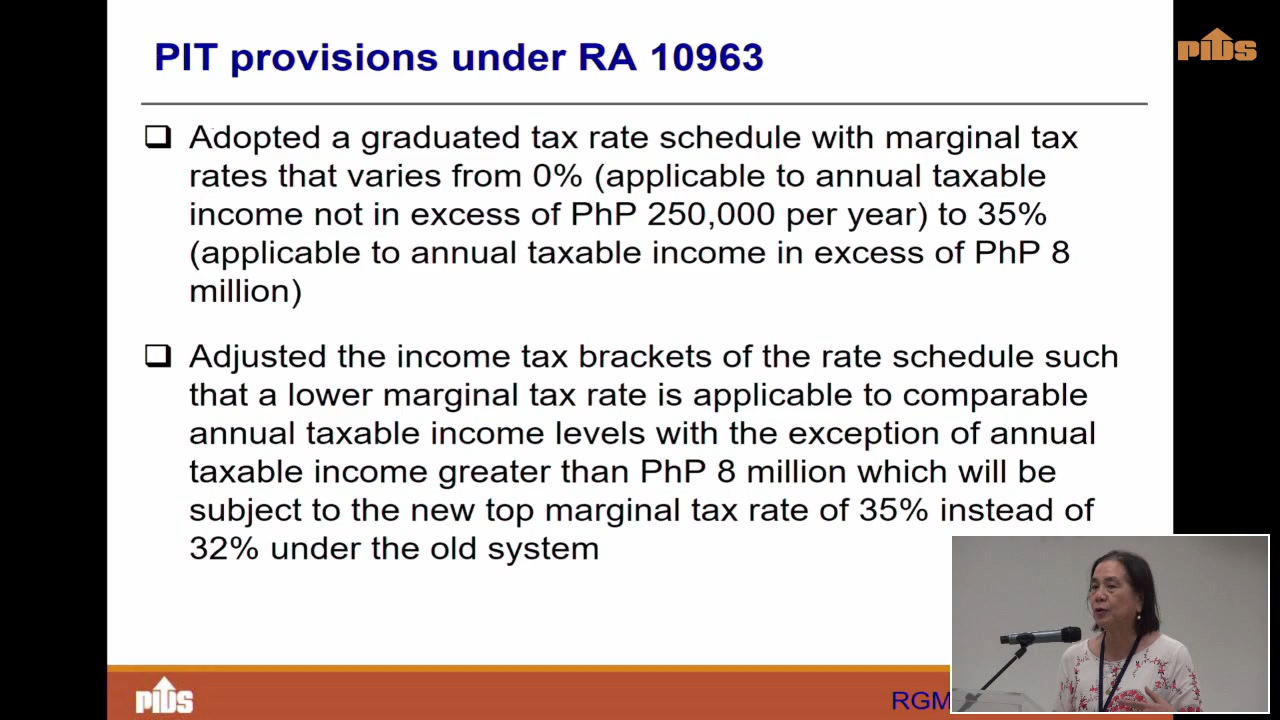 PIT provisions under RA 10963
PIDS
❑ Adopted a graduated tax rate schedule with marginal tax
rates that varies from 0% (applicable to annual taxable
income not in excess of PhP 250,000 per year) to 35%
(applicable to annual taxable income in excess of PhP 8
million)
❑ Adjusted the income tax brackets of the rate schedule such
that a lower marginal tax rate is applicable to comparable
annual taxable income levels with the exception of annual
taxable income greater than PhP 8 million which will be
subject to the new top marginal tax rate of 35% instead of
32% under the old system
PIDS
RGM